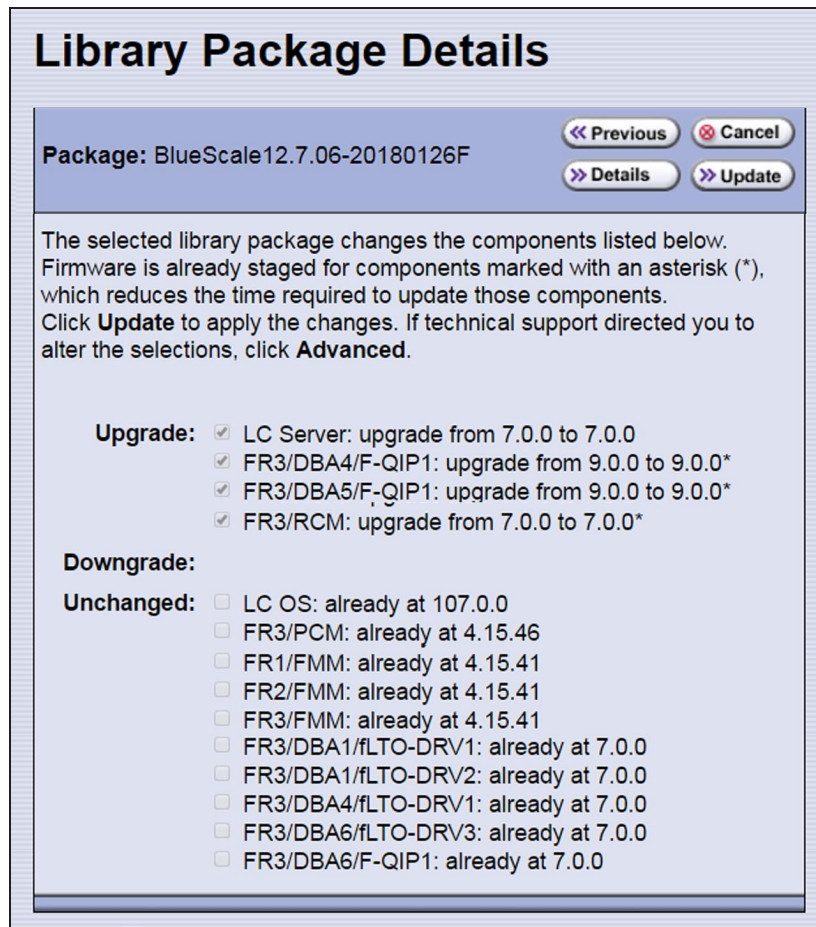 Library Package Details
Package: BlueScale12.7.06-20180126F
Previous
Cancel
Details
Update
The selected library package changes the components listed below.
Firmware is already staged for components marked with an asterisk (*),
which reduces the time required to update those components.
Click Update to apply the changes. If technical support directed you to
alter the selections, click Advanced.
Upgrade:
LC Server: upgrade from 7.0.0 to 7.0.0
FR3/DBA4/F-QIP1: upgrade from 9.0.0 to 9.0.0*
FR3/DBA5/F-QIP1: upgrade from 9.0.0 to 9.0.0*
FR3/RCM: upgrade from 7.0.0 to 7.0.0*
Downgrade:
Unchanged:
LC OS: already at 107.0.0
FR3/PCM: already at 4.15.46
FR1/FMM: already at 4.15.41
FR2/FMM: already at 4.15.41
FR3/FMM: already at 4.15.41
FR3/DBA1/fLTO-DRV1: already at 7.0.0
FR3/DBA1/fLTO-DRV2: already at 7.0.0
FR3/DBA4/fLTO-DRV1: already at 7.0.0
FR3/DBA6/fLTO-DRV3: already at 7.0.0
FR3/DBA6/F-QIP1: already at 7.0.0